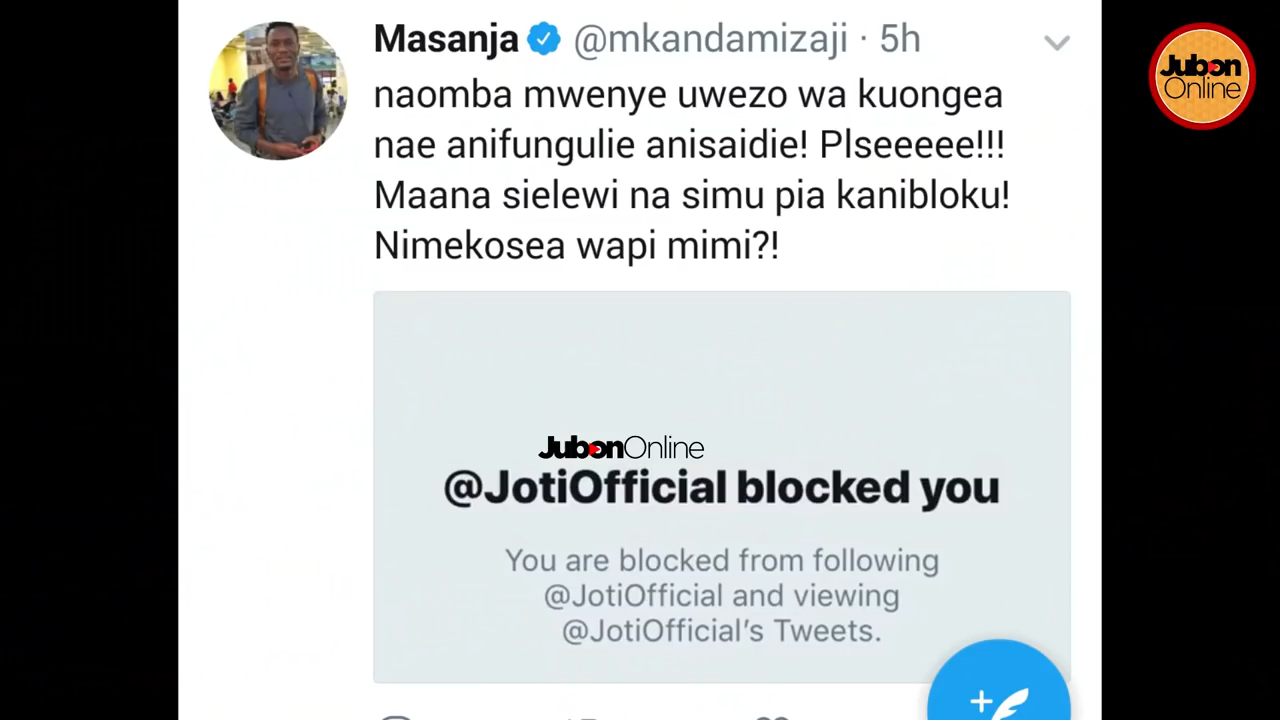 Masanja @mkandamizaji · 5h
naomba mwenye uwezo wa kuongea
nae anifungulie anisaidie! Plseeeee!!!
Maana sielewi na simu pia kanibloku!
Nimekosea wapi mimi?!
JubonOnline
@JotiOfficial blocked you
You are blocked from following
@JotiOfficial and viewing
@JotiOfficial's Tweets.
Jubon
Online